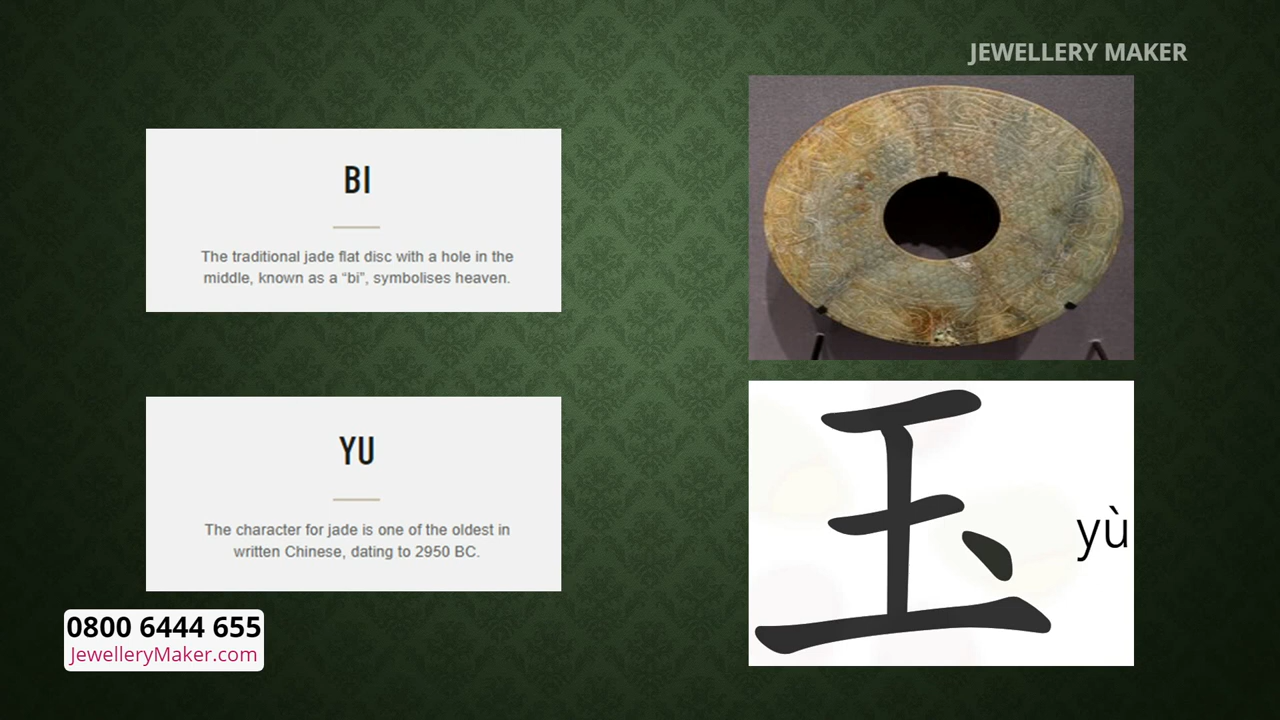 JEWELLERY MAKER
BI
The traditional jade flat disc with a hole in the
middle, known as a “bi”, symbolises heaven.
YU
The character for jade is one of the oldest in
written Chinese, dating to 2950 BC.
玉
yù
0800 6444 655
JewelleryMaker.com